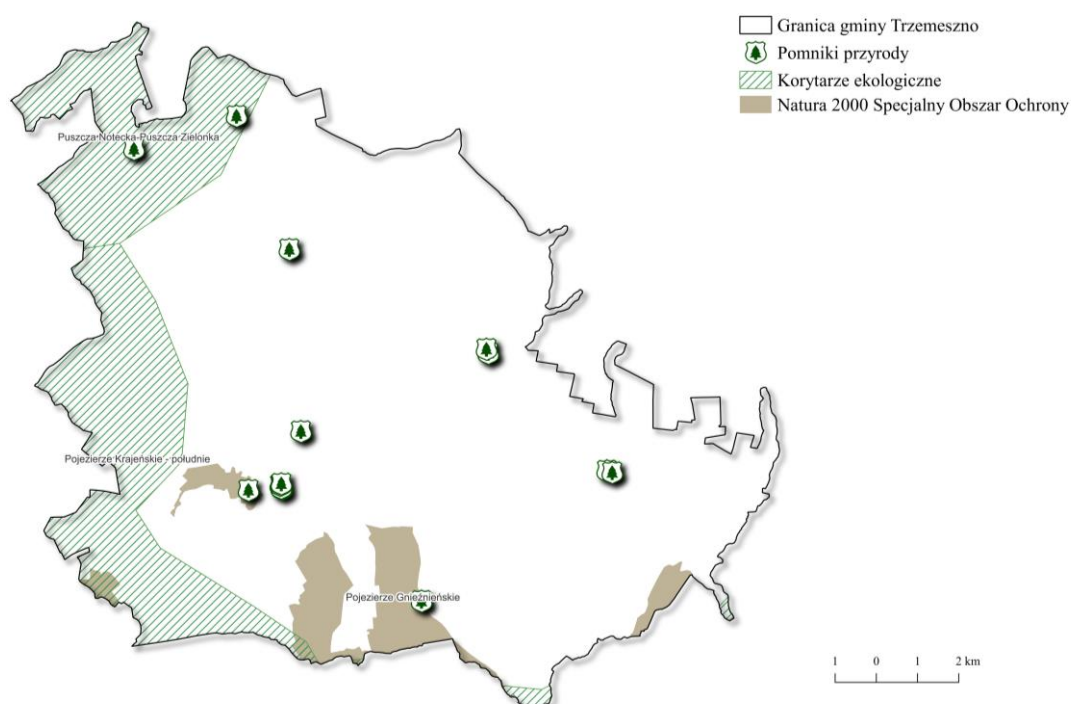 Granica gminy Trzemeszno
Pomniki przyrody
Korytarze ekologiczne
Natura 2000 Specjalny Obszar Ochrony
Puszcza Notecka-Puszcza Zielonka
Pojezierze Krajeńskie - południe
Pojezierze Gnieźnieńskie
1 0 1 2 km